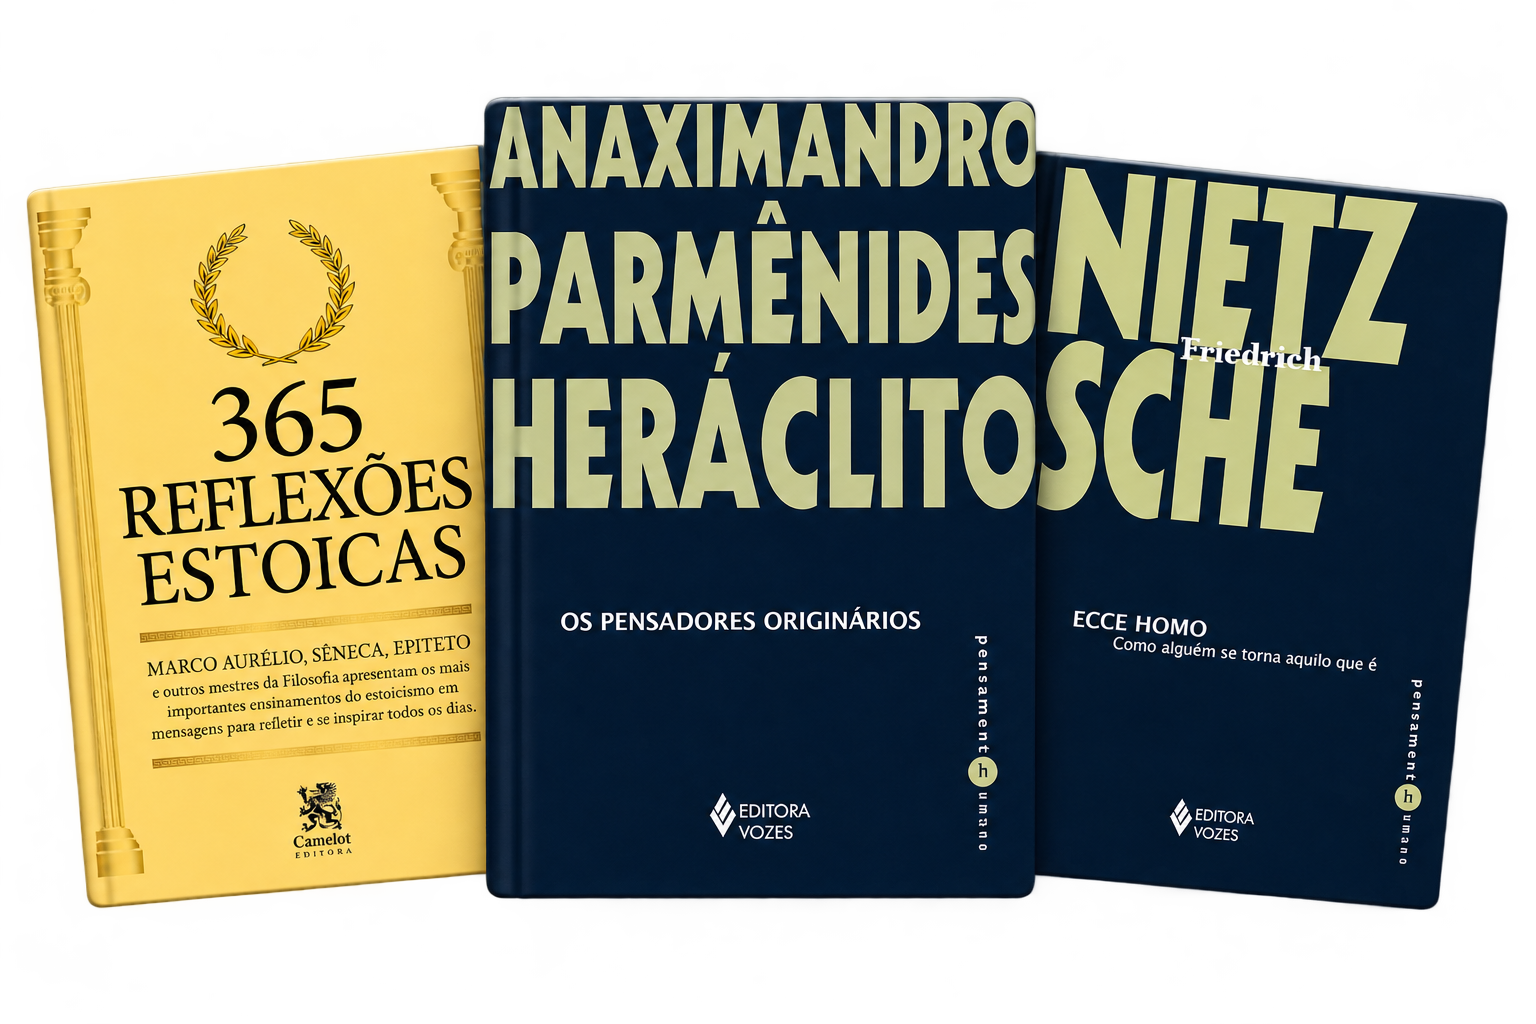 365
REFLEXÕES
ESTOICAS
MARCO AURÉLIO, SÊNECA, EPITETO
e outros mestres da Filosofia apresentam os mais
importantes ensinamentos do estoicismo em
mensagens para refletir e se inspirar todos os dias.
Camelot
EDITORA
ANAXIMANDRO
PARMÊNIDES
HERÁCLITO
OS PENSADORES ORIGINÁRIOS
pensamento humano
EDITORA
VOZES
NIETZ
Friedrich
SCHE
ECCE HOMO
Como alguém se torna aquilo que é
pensamento humano
EDITORA
VOZES